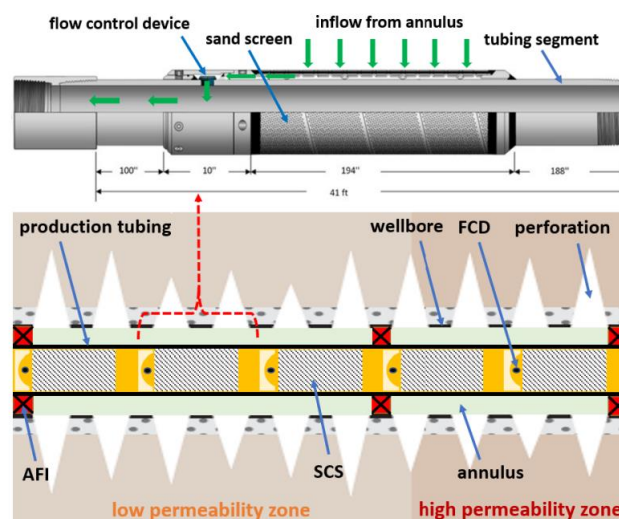 flow control device
inflow from annulus
sand screen
tubing segment
100" 10" 194" 188"
41 ft
production tubing
wellbore
FCD
perforation
AFI
SCS
annulus
low permeability zone
high permeability zone